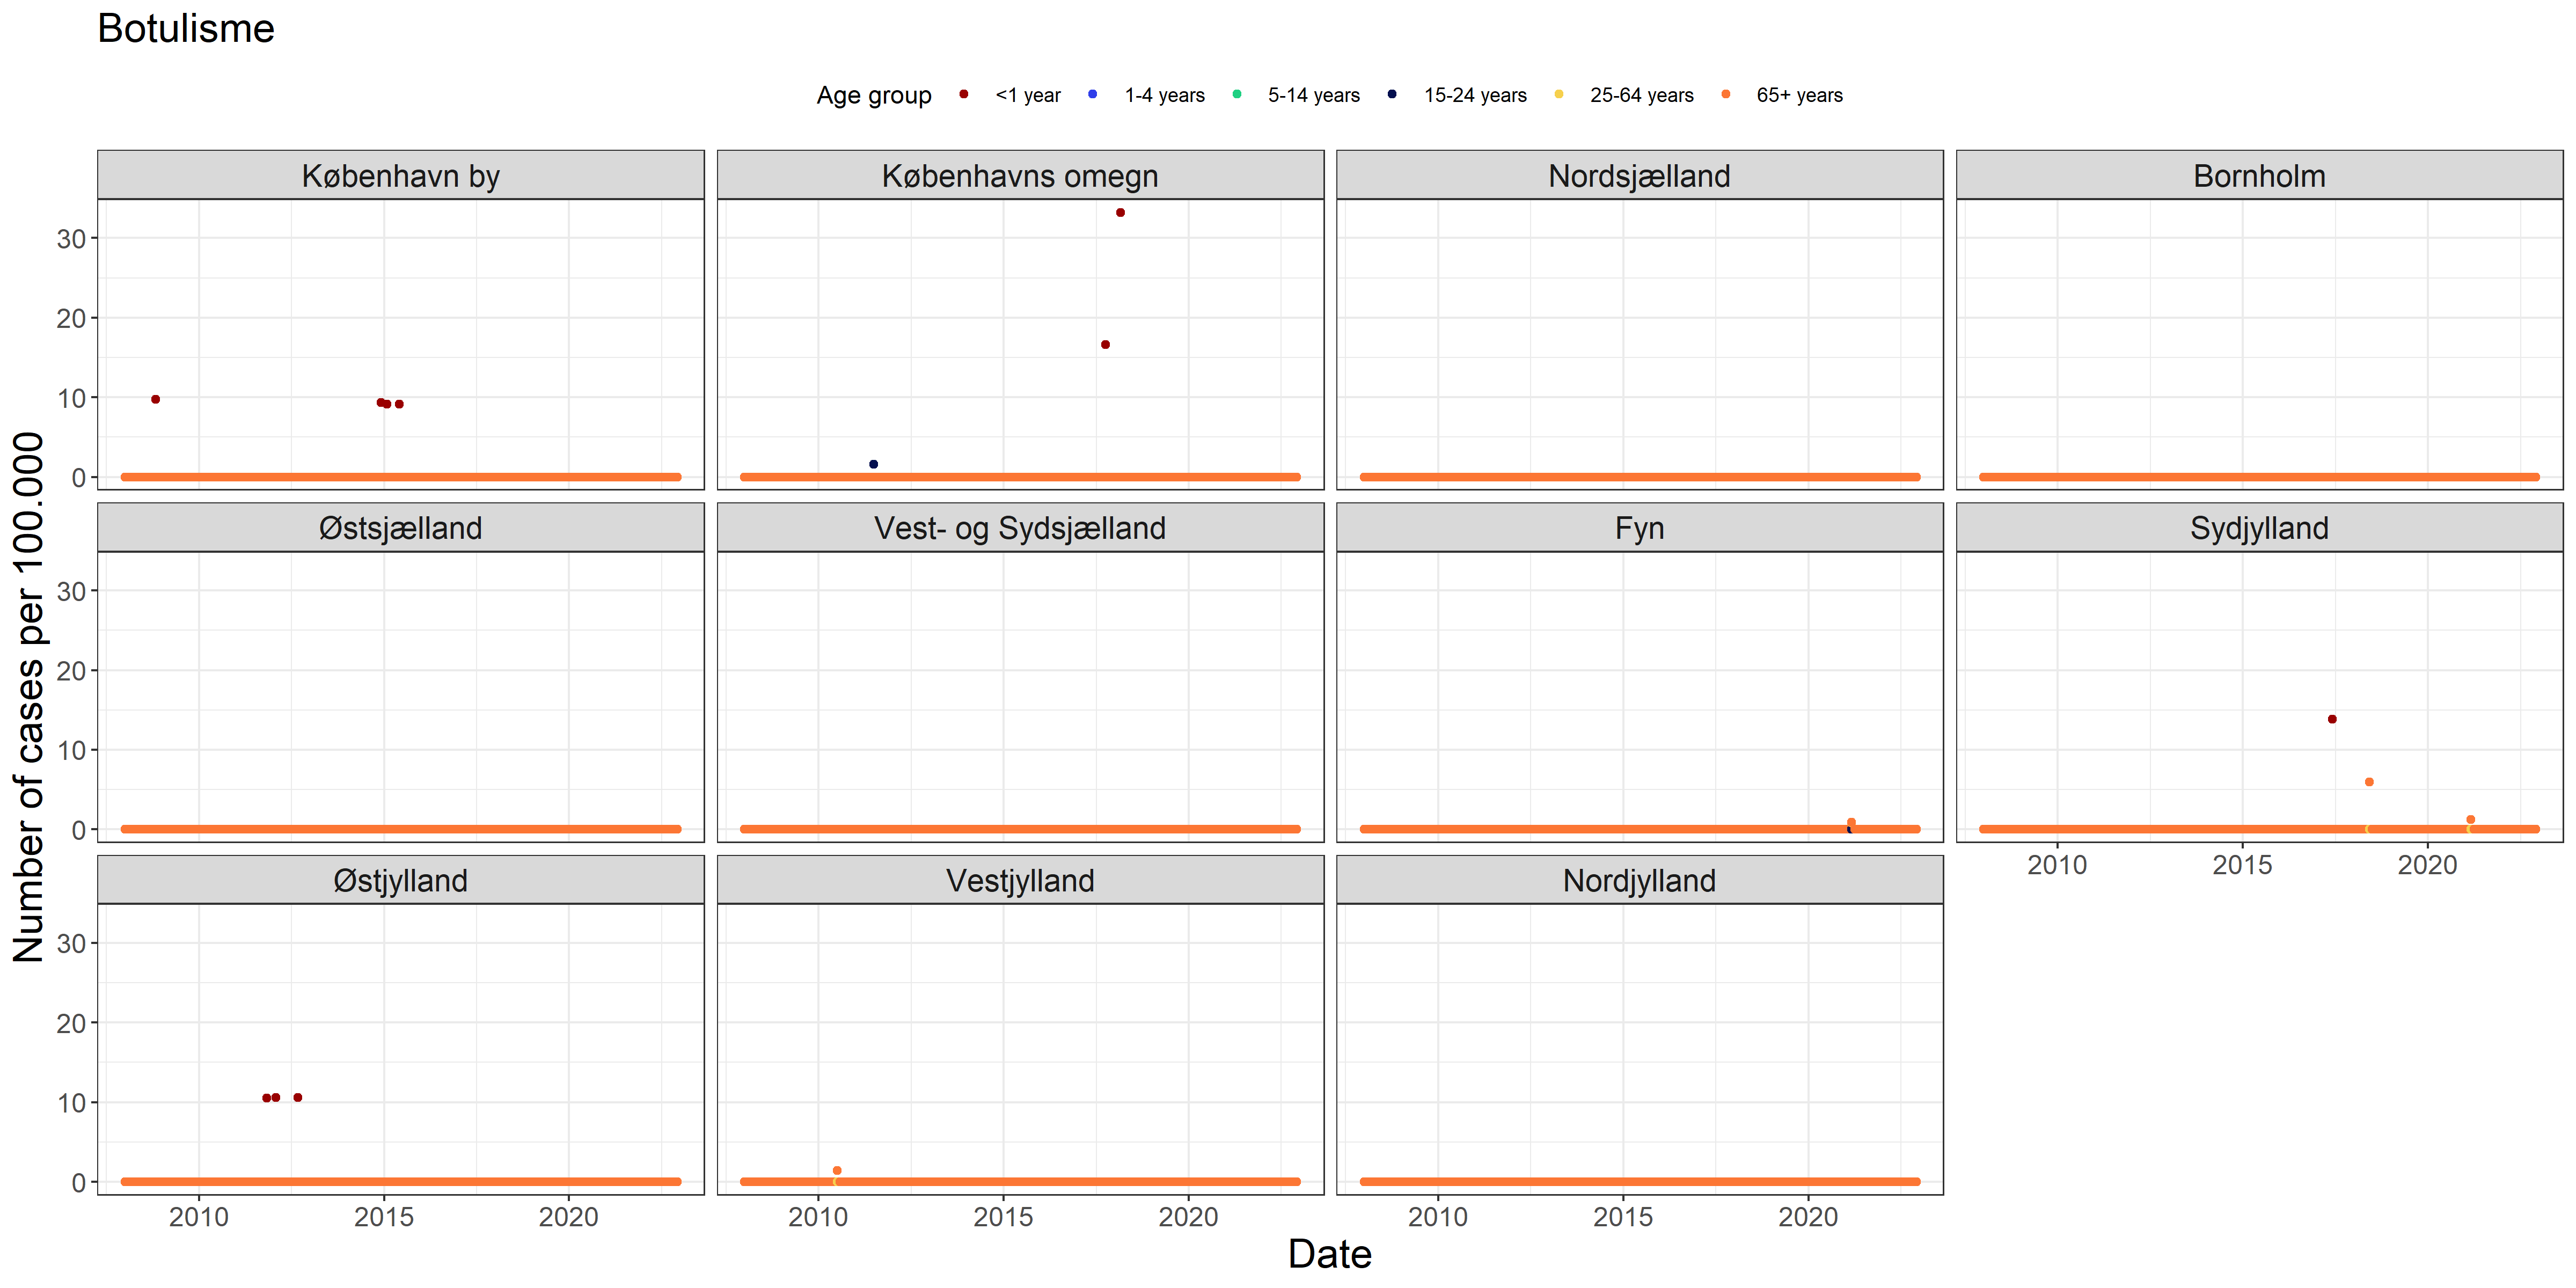 Botulisme
Age group <1 year 1-4 years 5-14 years 15-24 years 25-64 years 65+ years
København by Københavns omegn Nordsjælland Bornholm
30
20
10
0
Østsjælland Vest- og Sydsjælland Fyn Sydjylland
30
20
10
0
2010 2015 2020
Østjylland Vestjylland Nordjylland
30
20
10
0
2010 2015 2020 2010 2015 2020 2010 2015 2020
Date
Number of cases per 100.000